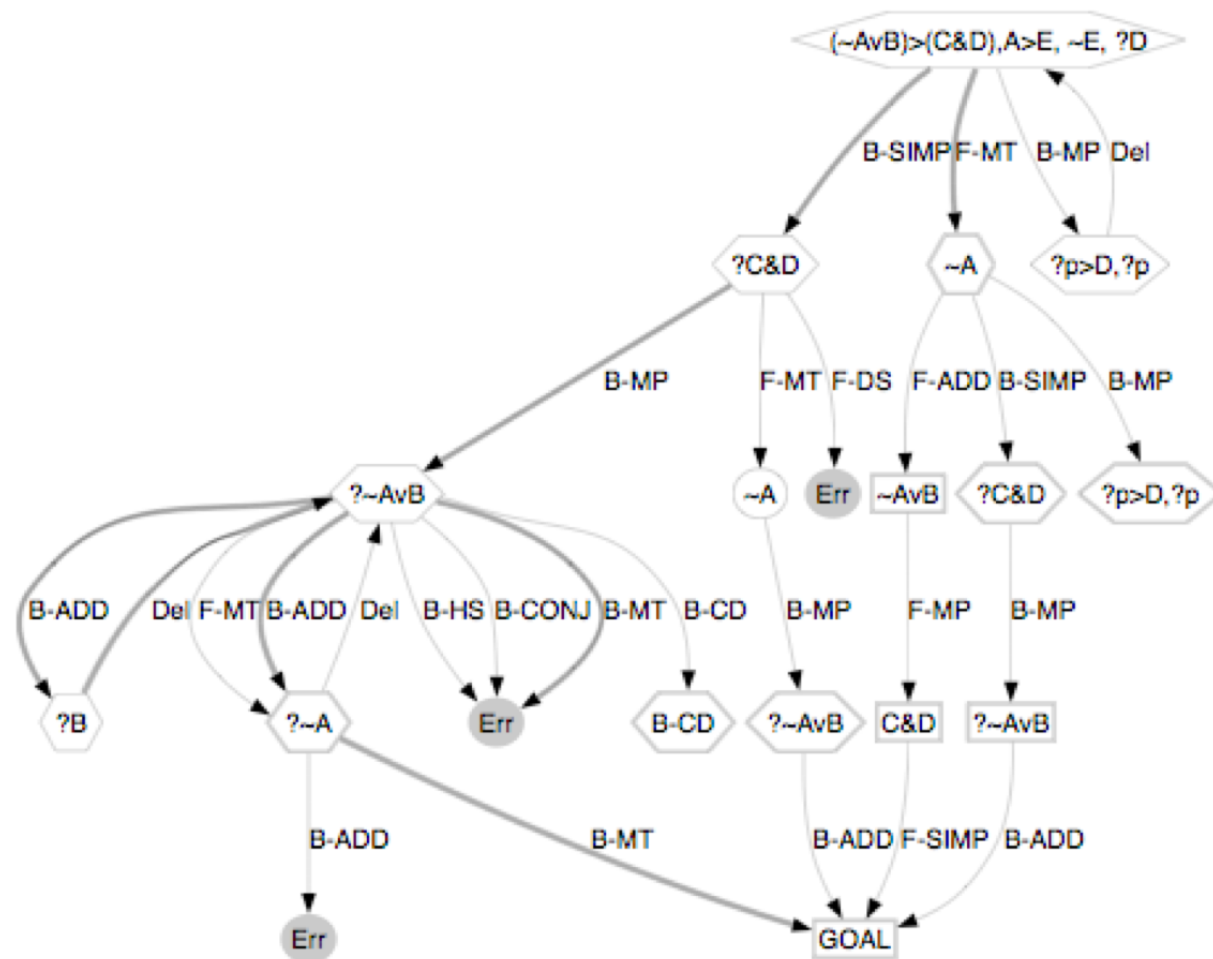 (~AvB)>(C&D),A>E, ~E, ?D
B-SIMP F-MT B-MP Del
?C&D ~A ?p>D,?p
B-MP F-MT F-DS F-ADD B-SIMP B-MP
?~AvB ~A Err ~AvB ?C&D ?p>D,?p
B-ADD Del F-MT B-ADD Del B-HS B-CONJ B-MT B-CD B-MP F-MP B-MP
?B ?~A Err B-CD ?~AvB C&D ?~AvB
B-ADD B-MT B-ADD F-SIMP B-ADD
Err GOAL